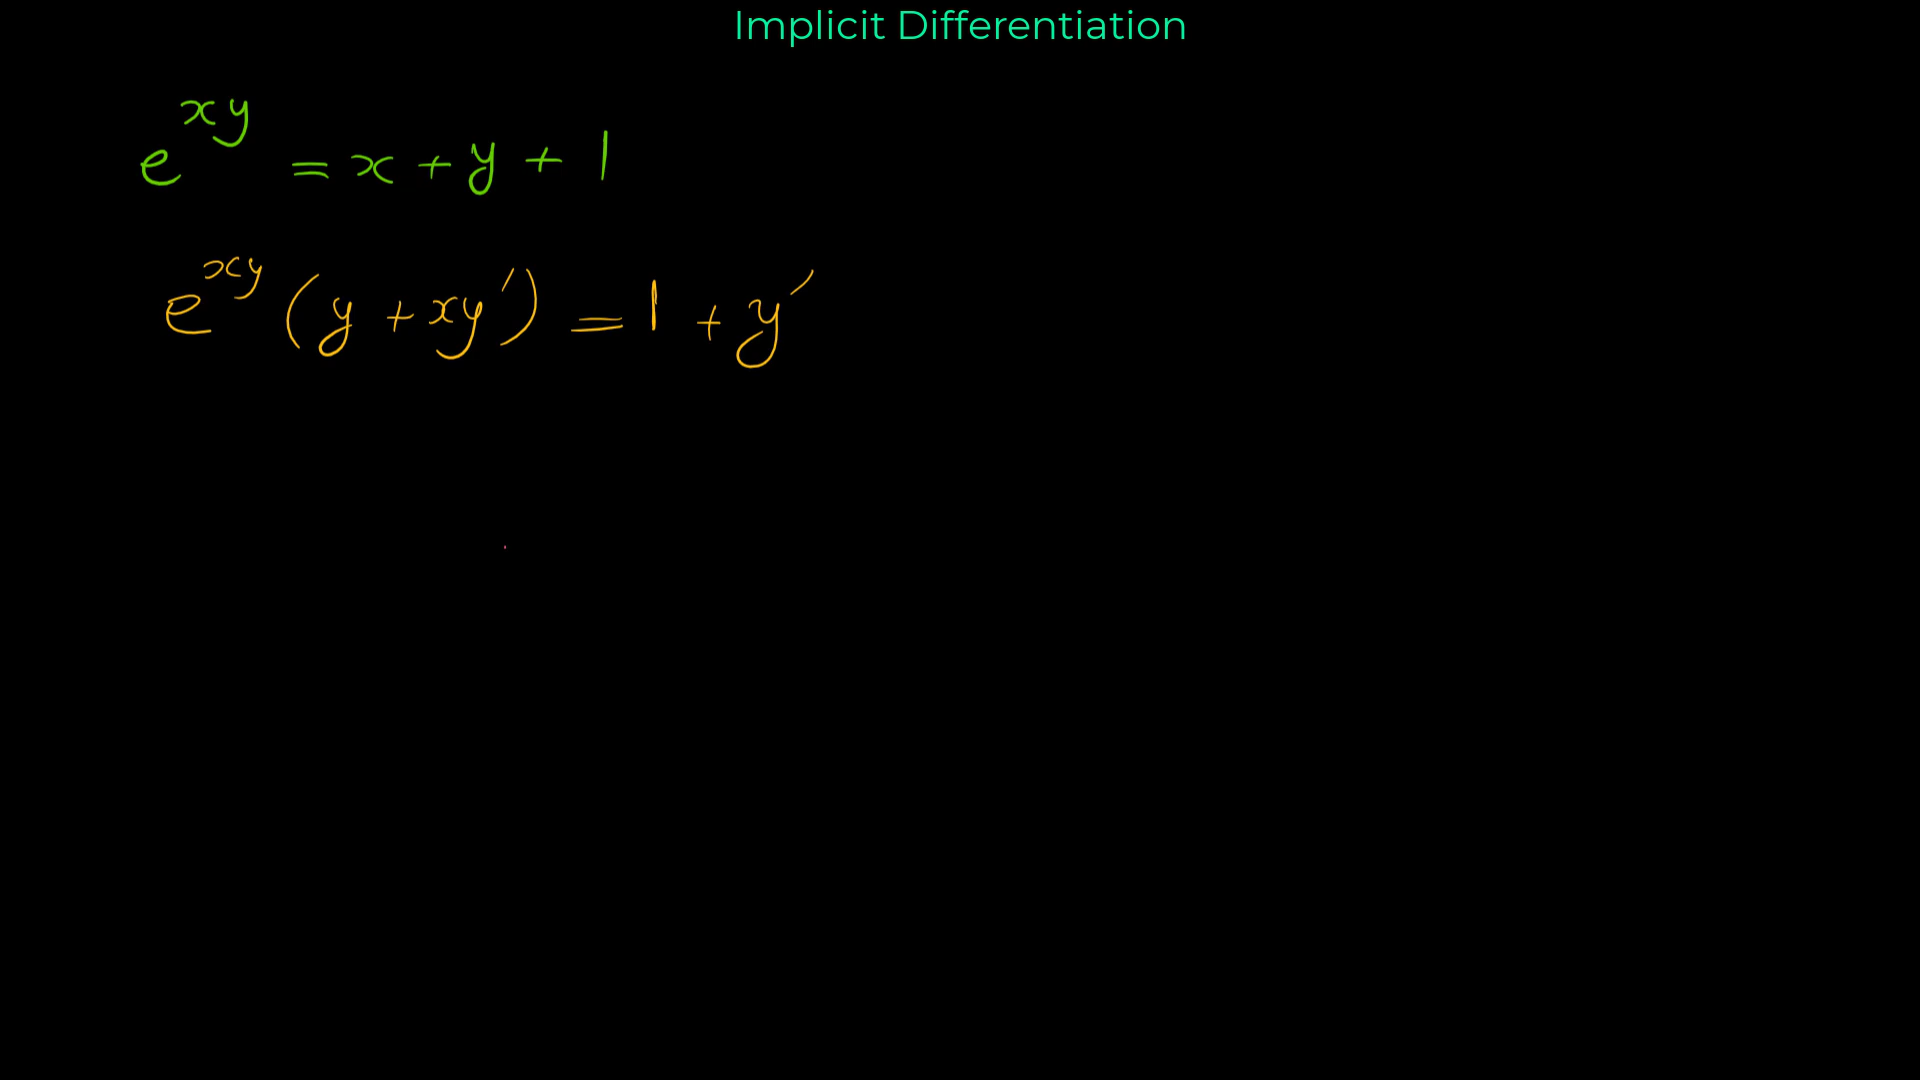 Implicit Differentiation
e^{xy} = x + y + 1
e^{xy} (y + xy') = 1 + y'